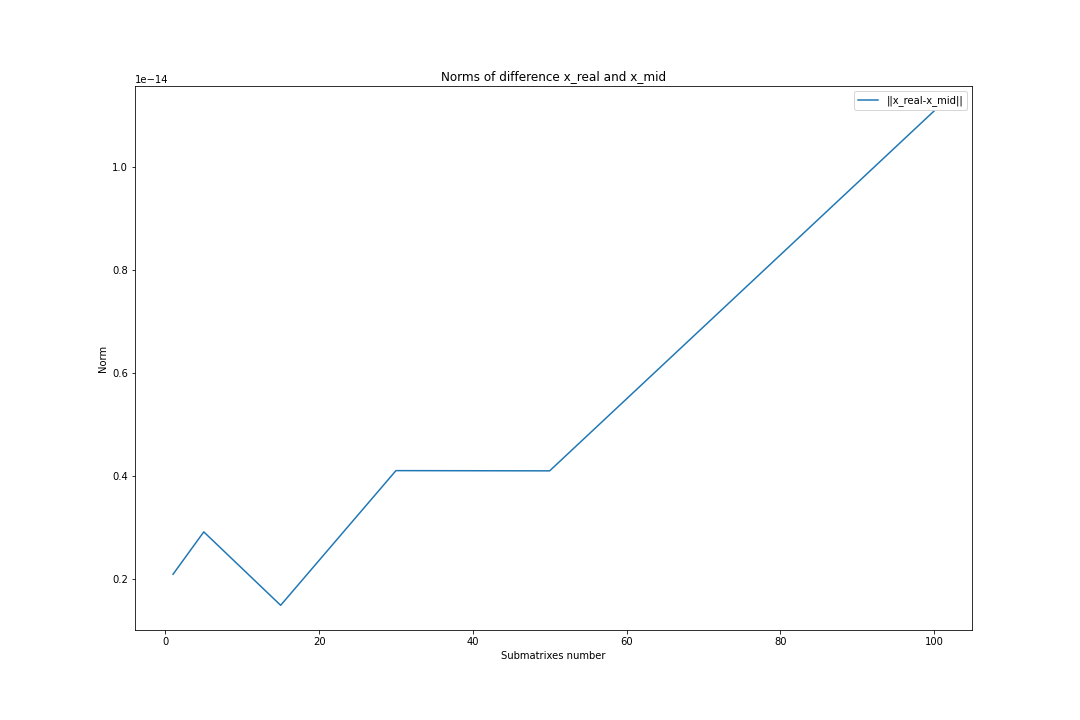 Norms of difference x_real and x_mid
1e−14
||x_real-x_mid||
1.0
0.8
0.6
0.4
0.2
Norm
0 20 40 60 80 100
Submatrixes number